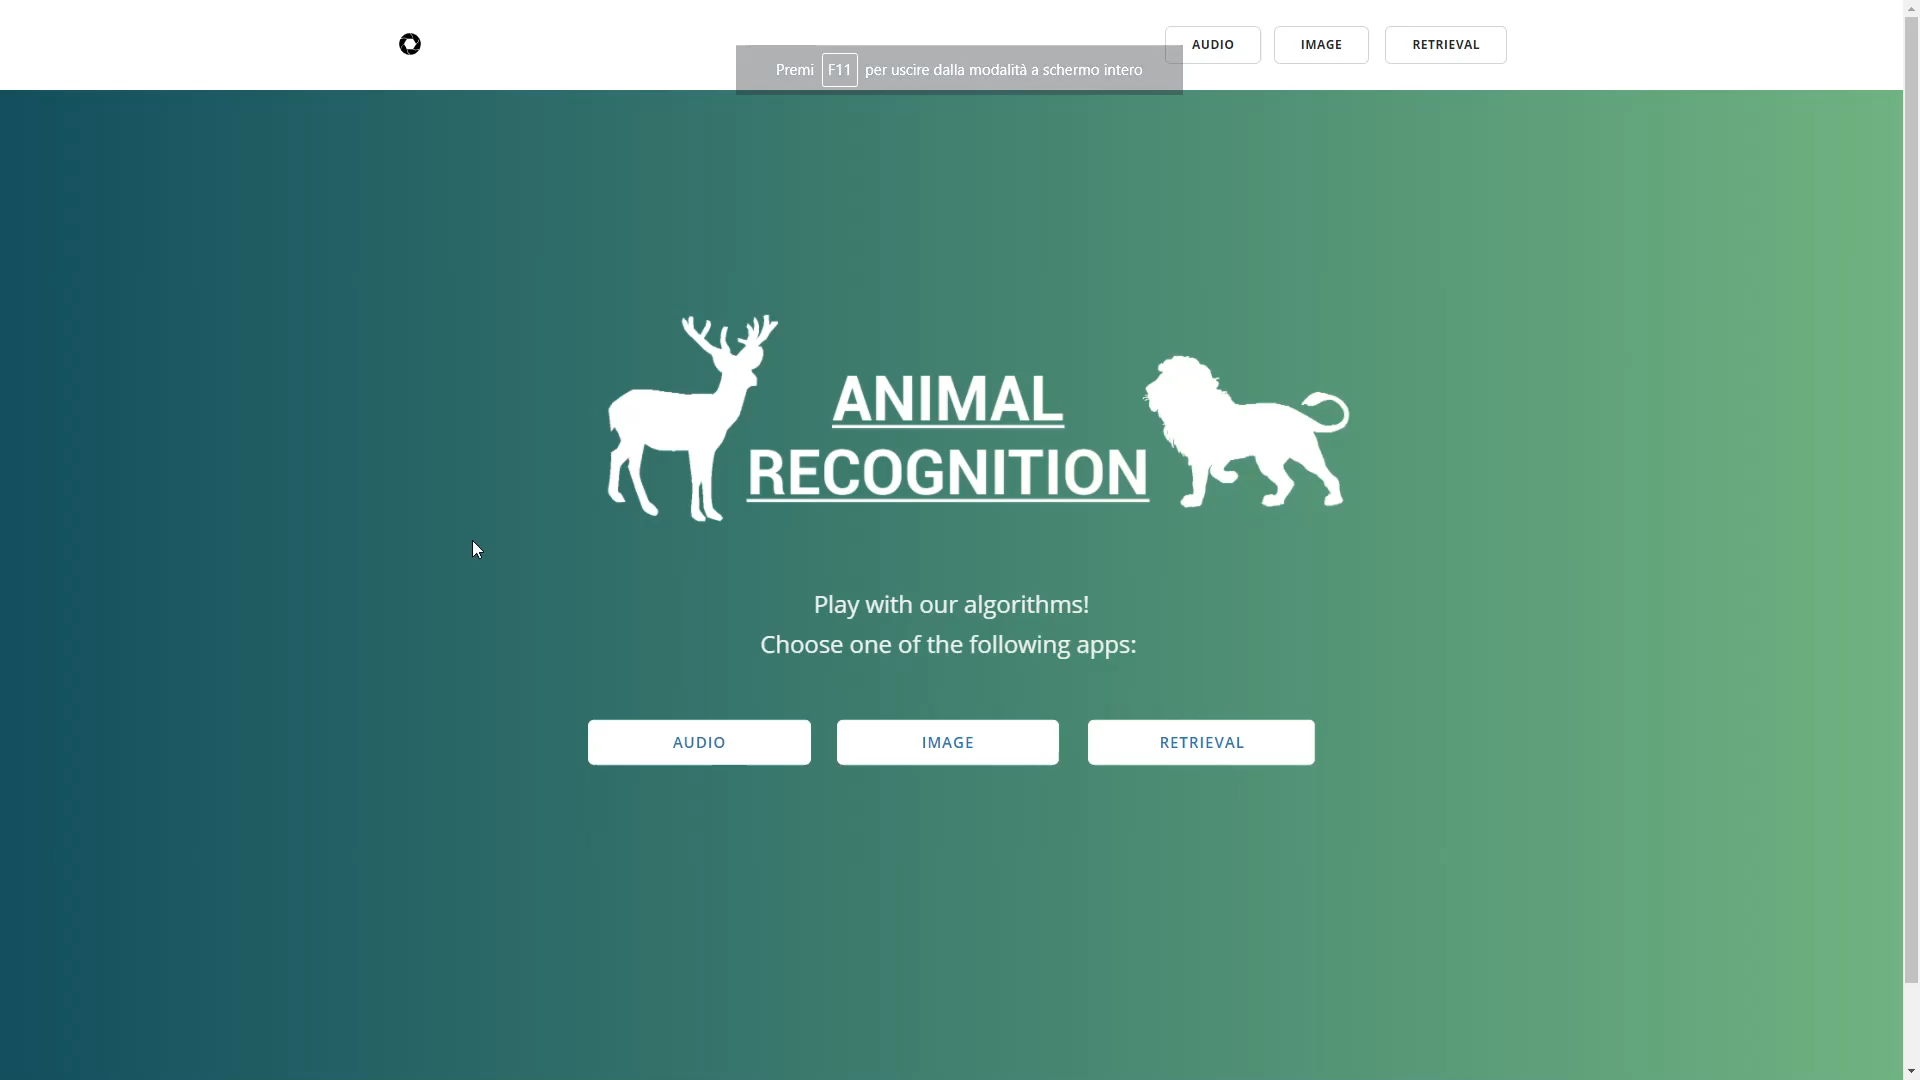 AUDIO IMAGE RETRIEVAL
Premi F11 per uscire dalla modalità a schermo intero
ANIMAL
RECOGNITION
Play with our algorithms!
Choose one of the following apps:
AUDIO IMAGE RETRIEVAL